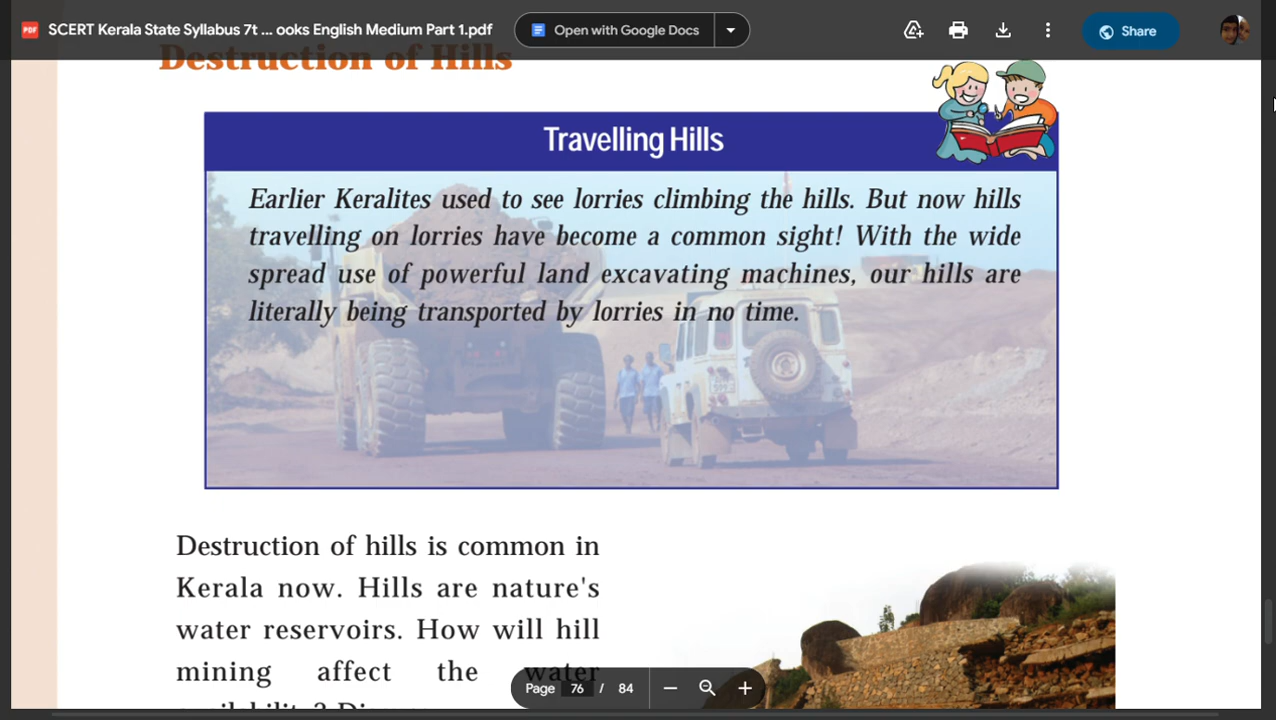 SCERT Kerala State Syllabus 7t ... ooks English Medium Part 1.pdf
Open with Google Docs
Share
Destruction of Hills
Travelling Hills
Earlier Keralites used to see lorries climbing the hills. But now hills
travelling on lorries have become a common sight! With the wide
spread use of powerful land excavating machines, our hills are
literally being transported by lorries in no time.
Destruction of hills is common in
Kerala now. Hills are nature's
water reservoirs. How will hill
mining affect the water
Page 76 / 84